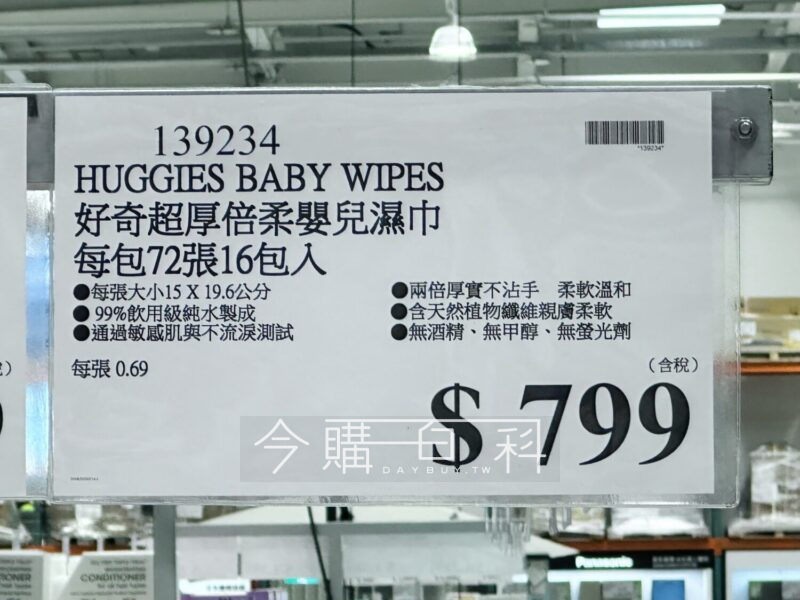 139234
*139234*
HUGGIES BABY WIPES
好奇超厚倍柔嬰兒濕巾
每包72張16包入
●每張大小15 X 19.6公分
●兩倍厚實不沾手 柔軟溫和
●99%飲用級純水製成
●含天然植物纖維親膚柔軟
●通過敏感肌與不流淚測試
●無酒精、無甲醇、無螢光劑
每張 0.69
(含稅)
$ 799
今購百科
DAYBUY.TW
CONDITIONER
Panasonic